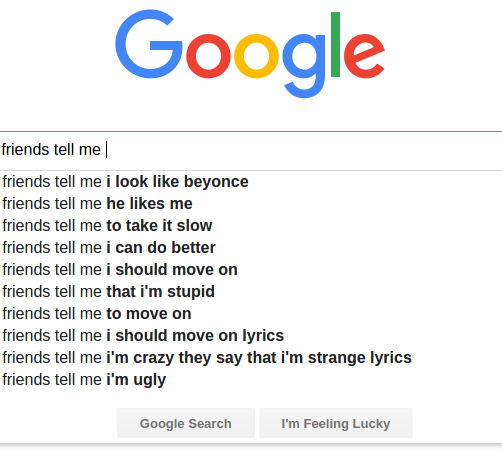 Google
friends tell me
friends tell me i look like beyonce
friends tell me he likes me
friends tell me to take it slow
friends tell me i can do better
friends tell me i should move on
friends tell me that i'm stupid
friends tell me to move on
friends tell me i should move on lyrics
friends tell me i'm crazy they say that i'm strange lyrics
friends tell me i'm ugly
Google Search I'm Feeling Lucky